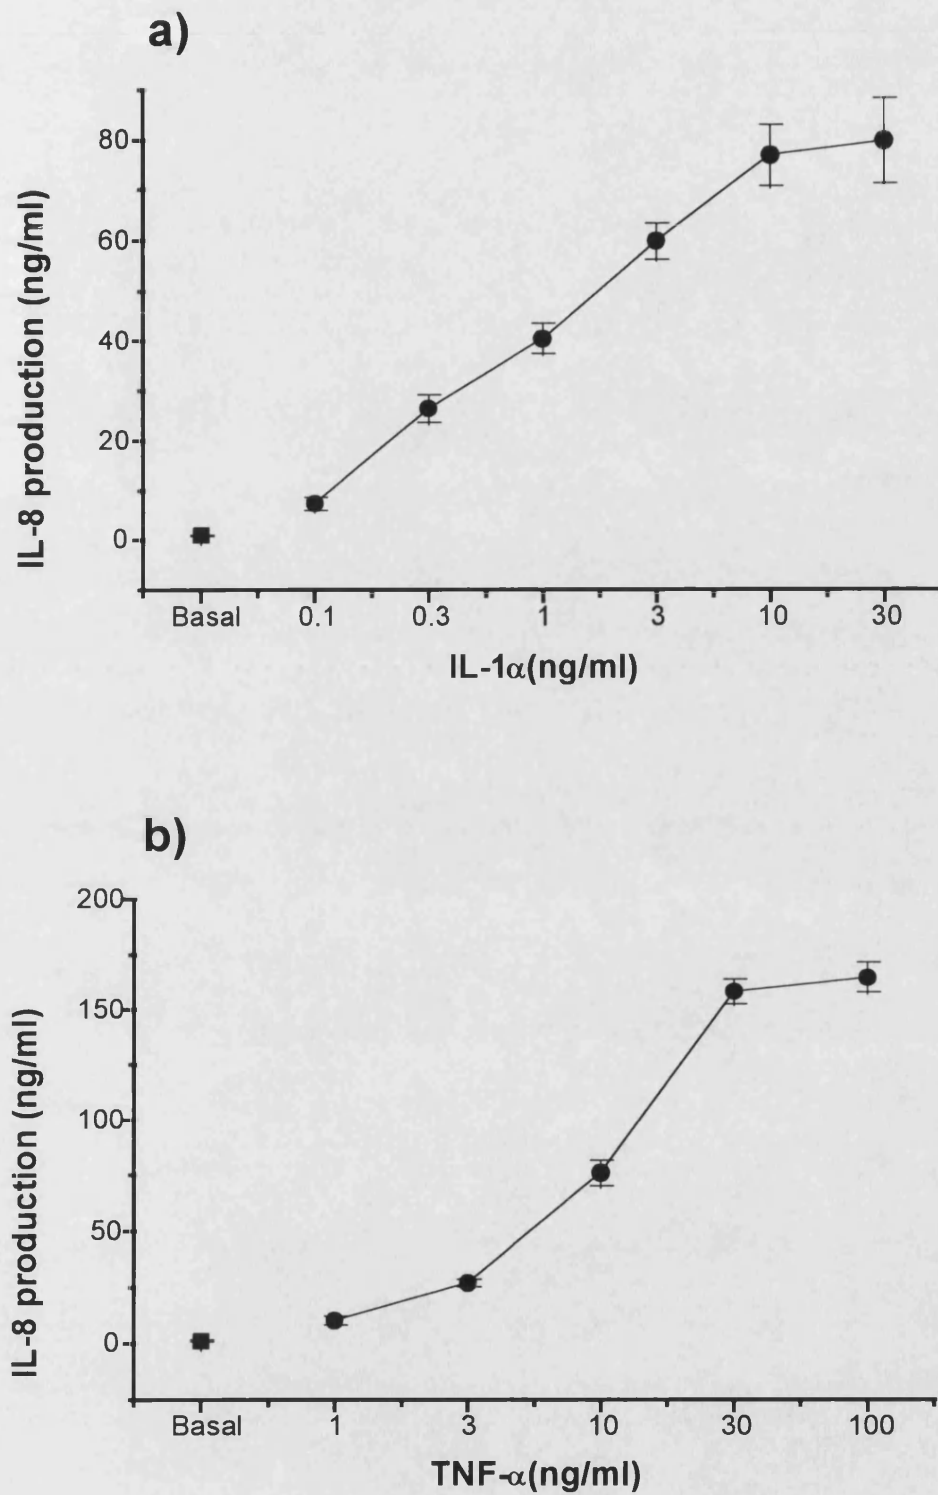 a)
IL-8 production (ng/ml)
80
60
40
20
0
Basal 0.1 0.3 1 3 10 30
IL-1α(ng/ml)
b)
IL-8 production (ng/ml)
200
150
100
50
0
Basal 1 3 10 30 100
TNF-α(ng/ml)